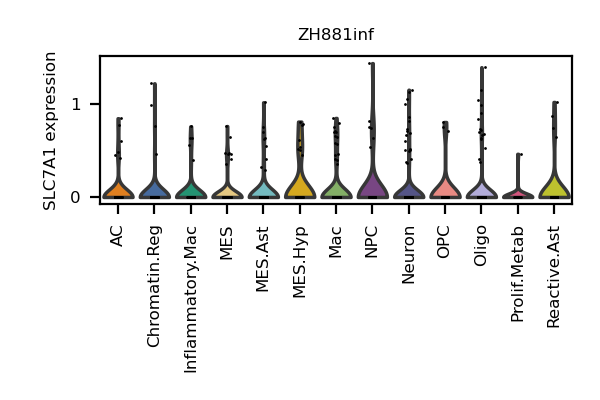 ZH881inf
SLC7A1 expression
1
0
AC
Chromatin.Reg
Inflammatory.Mac
MES
MES.Ast
MES.Hyp
Mac
NPC
Neuron
OPC
Oligo
Prolif.Metab
Reactive.Ast